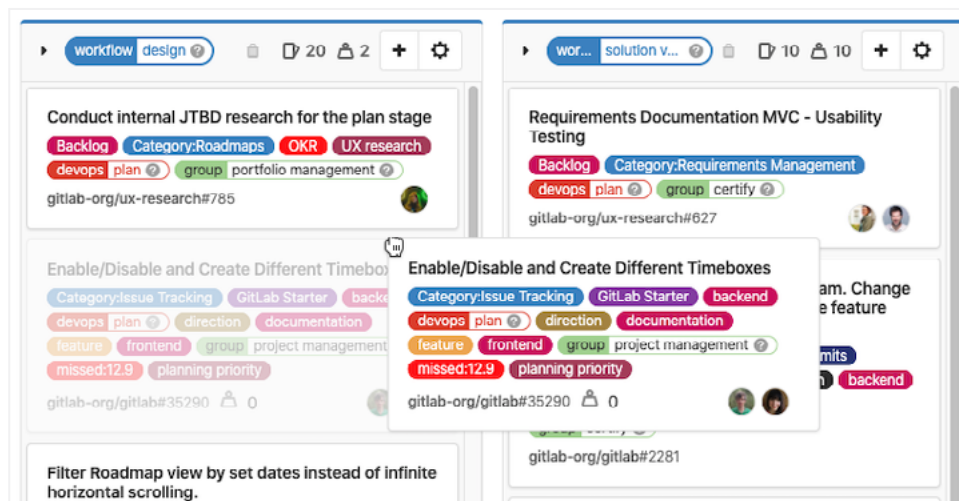 workflow design 20 2
Conduct internal JTBD research for the plan stage
Backlog Category:Roadmaps OKR UX research
devops plan group portfolio management
gitlab-org/ux-research#785
Enable/Disable and Create Different Timebox
Category:Issue Tracking GitLab Starter backe
devops plan direction documentation
feature frontend group project management
missed:12.9 planning priority
gitlab-org/gitlab#35290 0
Filter Roadmap view by set dates instead of infinite
horizontal scrolling.
wor... solution v... 10 10
Requirements Documentation MVC - Usability
Testing
Backlog Category:Requirements Management
devops plan group certify
gitlab-org/ux-research#627
Enable/Disable and Create Different Timeboxes
Category:Issue Tracking GitLab Starter backend
devops plan direction documentation
feature frontend group project management
missed:12.9 planning priority
gitlab-org/gitlab#35290 0
am. Change
e feature
mits
backend
gitlab-org/gitlab#2281